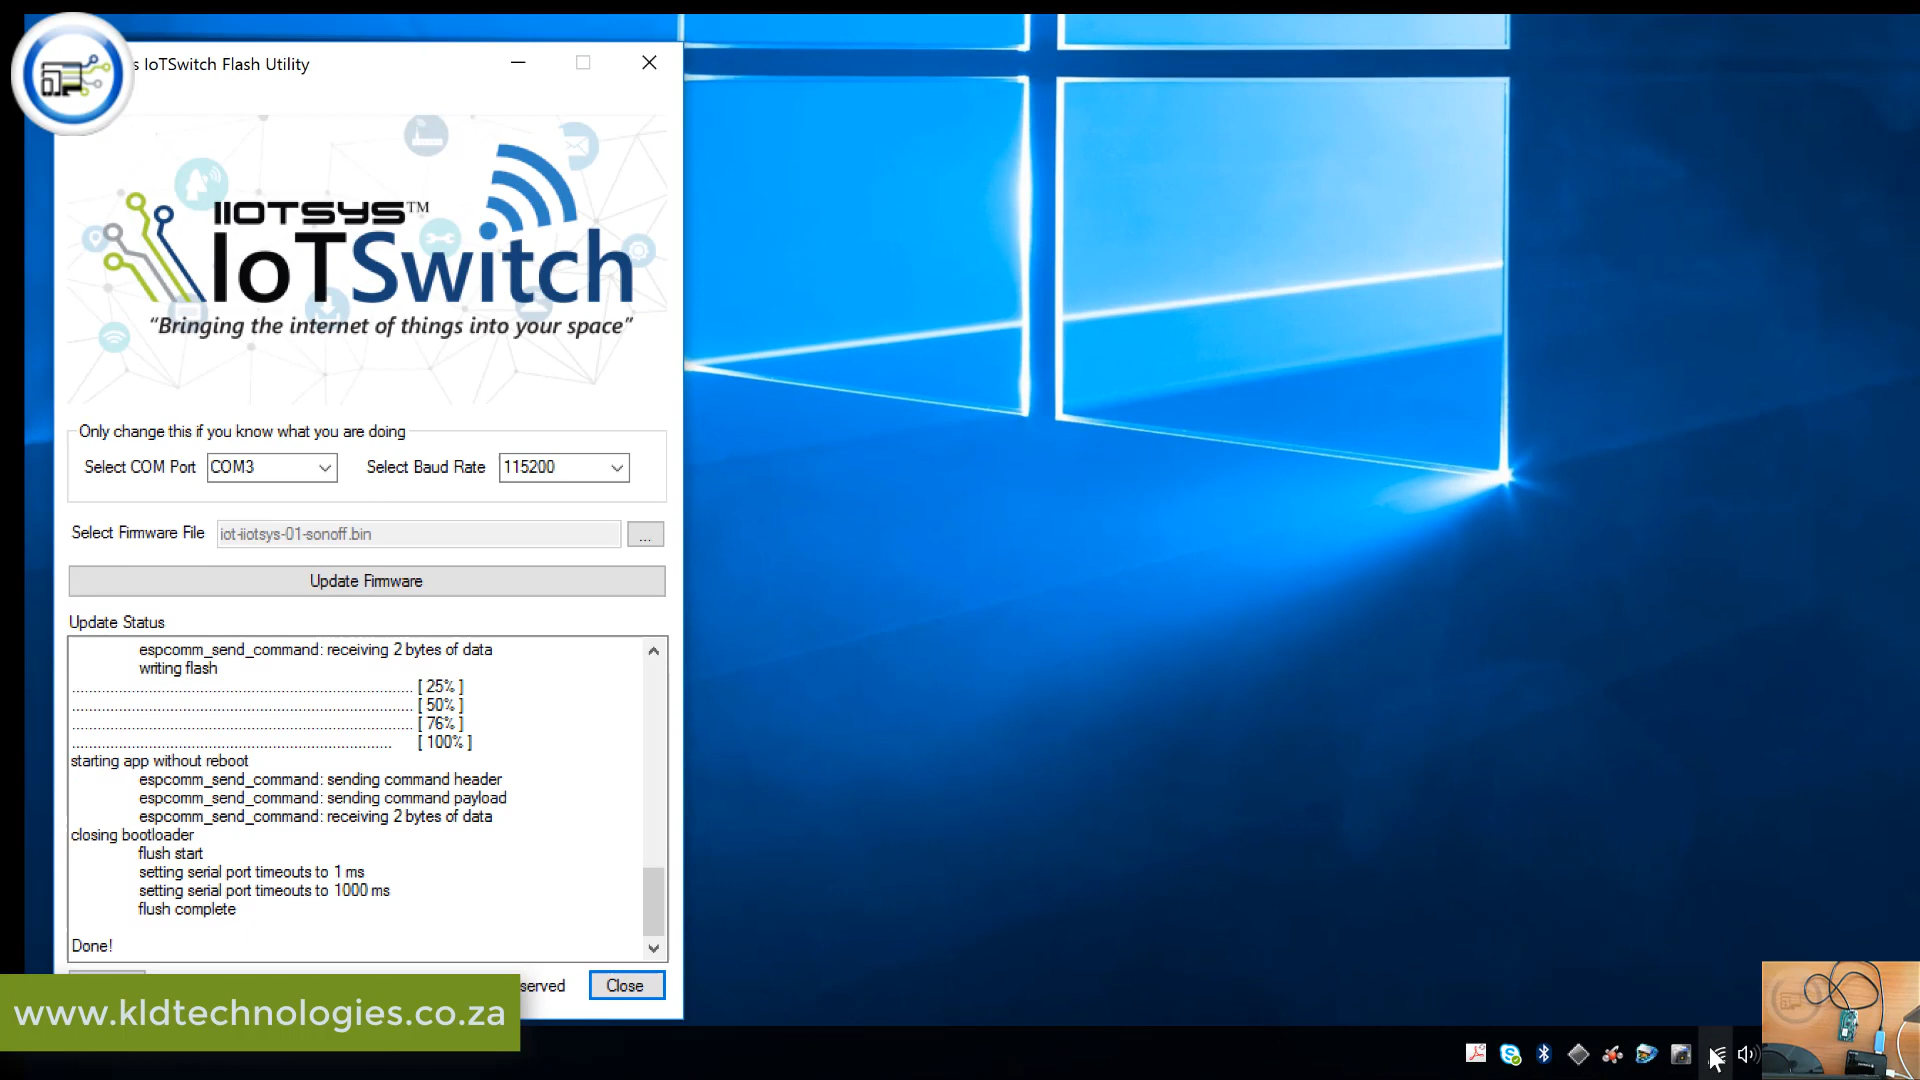 s IoTSwitch Flash Utility
IIOTSYS™
IoTSwitch
“Bringing the internet of things into your space”
Only change this if you know what you are doing
Select COM Port COM3 Select Baud Rate 115200
Select Firmware File iot-iiotsys-01-sonoff.bin ...
Update Firmware
Update Status
espcomm_send_command: receiving 2 bytes of data
writing flash
................................................................................ [ 25% ]
................................................................................ [ 50% ]
................................................................................ [ 76% ]
........................................................................... [ 100% ]
starting app without reboot
espcomm_send_command: sending command header
espcomm_send_command: sending command payload
espcomm_send_command: receiving 2 bytes of data
closing bootloader
flush start
setting serial port timeouts to 1 ms
setting serial port timeouts to 1000 ms
flush complete
Done!
served Close
www.kldtechnologies.co.za